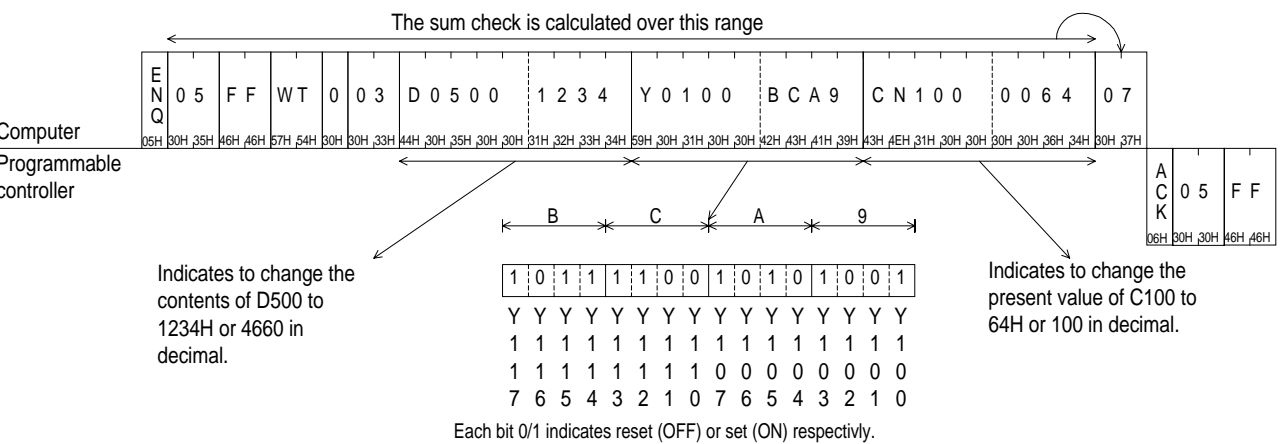 The sum check is calculated over this range
E N Q 0 5 F F W T 0 0 3 D 0 5 0 0 1 2 3 4 Y 0 1 0 0 B C A 9 C N 1 0 0 0 0 6 4 0 7
Computer
05H 30H 35H 46H 46H 57H 54H 30H 30H 33H 44H 30H 35H 30H 30H 31H 32H 33H 34H 59H 30H 31H 30H 30H 42H 43H 41H 39H 43H 4EH 31H 30H 30H 30H 30H 36H 34H 30H 37H
Programmable
controller
A C K 0 5 F F
06H 30H 30H 46H 46H
B C A 9
Indicates to change the
contents of D500 to
1234H or 4660 in
decimal.
1 0 1 1 1 1 0 0 1 0 1 0 1 0 0 1
Y Y Y Y Y Y Y Y Y Y Y Y Y Y Y Y
1 1 1 1 1 1 1 1 1 1 1 1 1 1 1 1
1 1 1 1 1 1 1 1 0 0 0 0 0 0 0 0
7 6 5 4 3 2 1 0 7 6 5 4 3 2 1 0
Indicates to change the
present value of C100 to
64H or 100 in decimal.
Each bit 0/1 indicates reset (OFF) or set (ON) respectivly.